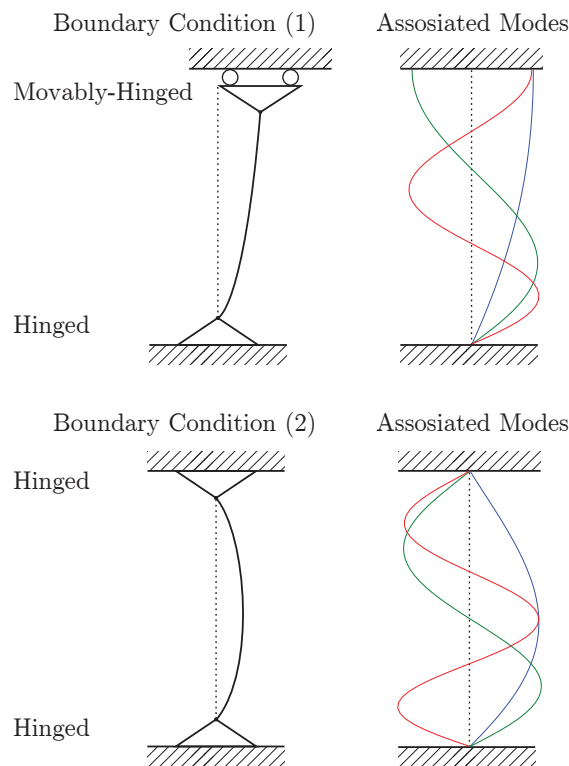 Boundary Condition (1)
Assosiated Modes
Movably-Hinged
Hinged
Boundary Condition (2)
Assosiated Modes
Hinged
Hinged